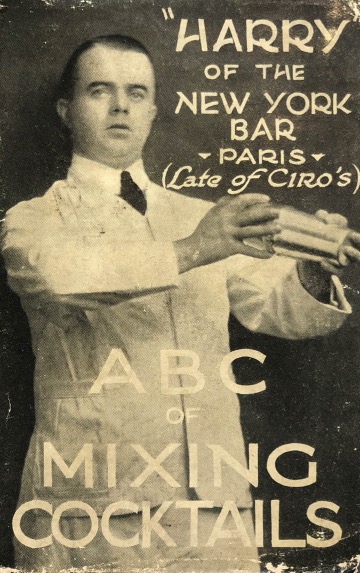 "HARRY
OF THE
NEW YORK
BAR
PARIS
(Late of CIRO'S)
ABC
OF
MIXING
COCKTAILS